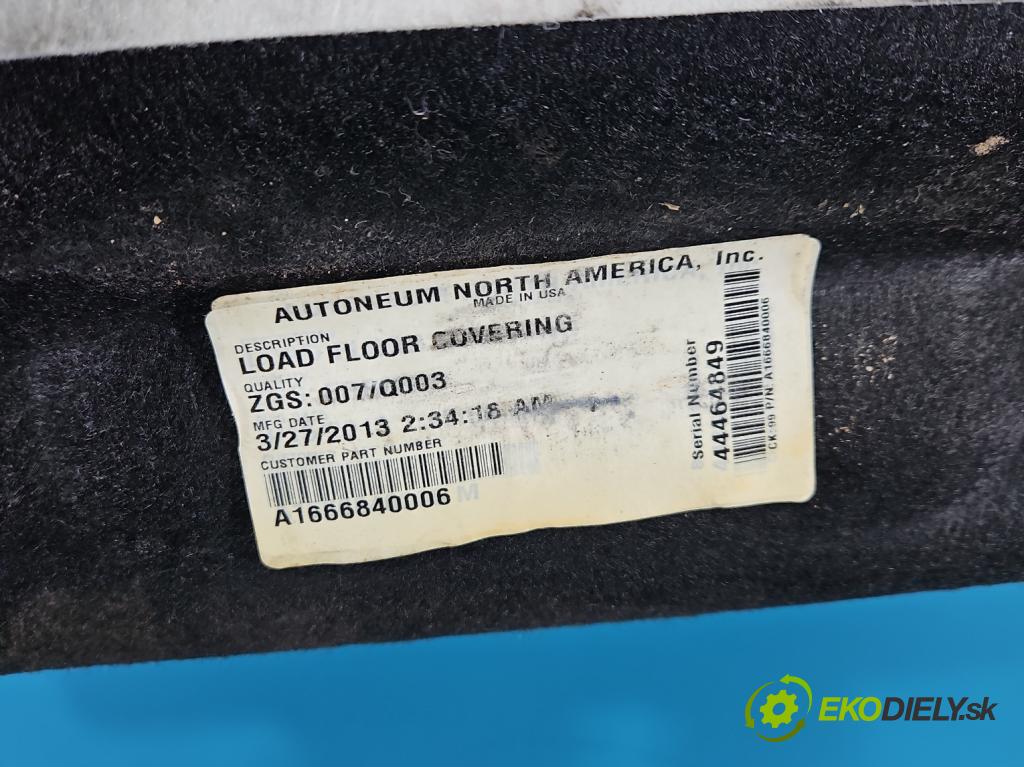 AUTONEUM NORTH AMERICA, Inc.
MADE IN USA
DESCRIPTION
LOAD FLOOR COVERING
QUALITY
ZGS: 007/Q003
MFG DATE
3/27/2013 2:34:18 AM
CUSTOMER PART NUMBER
A1666840006
Serial Number
44464849
CK:99 P/N: A1666840006
EKODIELY.sk